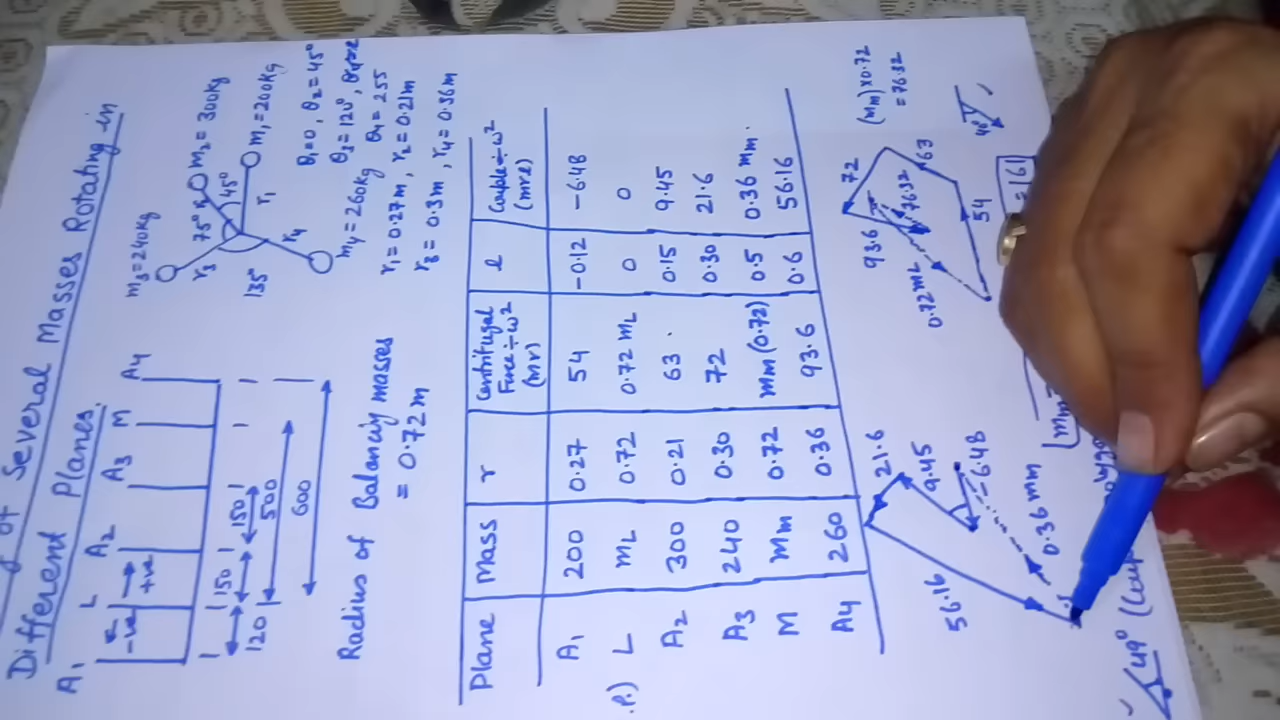 of Several Masses Rotating in
Different Planes.
A1 L A2 A3 M A4
-ve +ve
150 150
120 500
600
m3=240kg
m2=300kg
m1=200kg
75° 45°
r3 r1
135° r4
m4=260kg
θ1=0, θ2=45°
θ3=120°,
θ4=255
r1=0.27m, r2=0.21m
r3=0.3m, r4=0.36m
Radius of Balancing masses
= 0.72m
Plane Mass r Centrifugal Force÷ω² (mr) l Couple÷ω² (mrl)
A1 200 0.27 54 -0.12 -6.48
.P.) L mL 0.72 0.72 mL 0 0
A2 300 0.21 63. 0.15 9.45
A3 240 0.30 72 0.30 21.6
M Mm 0.72 mm(0.72) 0.5 0.36 mm.
A4 260 0.36 93.6 0.6 56.16
21.6
9.45
-6.48
56.16
0.36 mm
72
93.6
76.32
63
0.72 mL
54
(Mm)×0.72
= 76.32
mm=
=161
49° (Coup